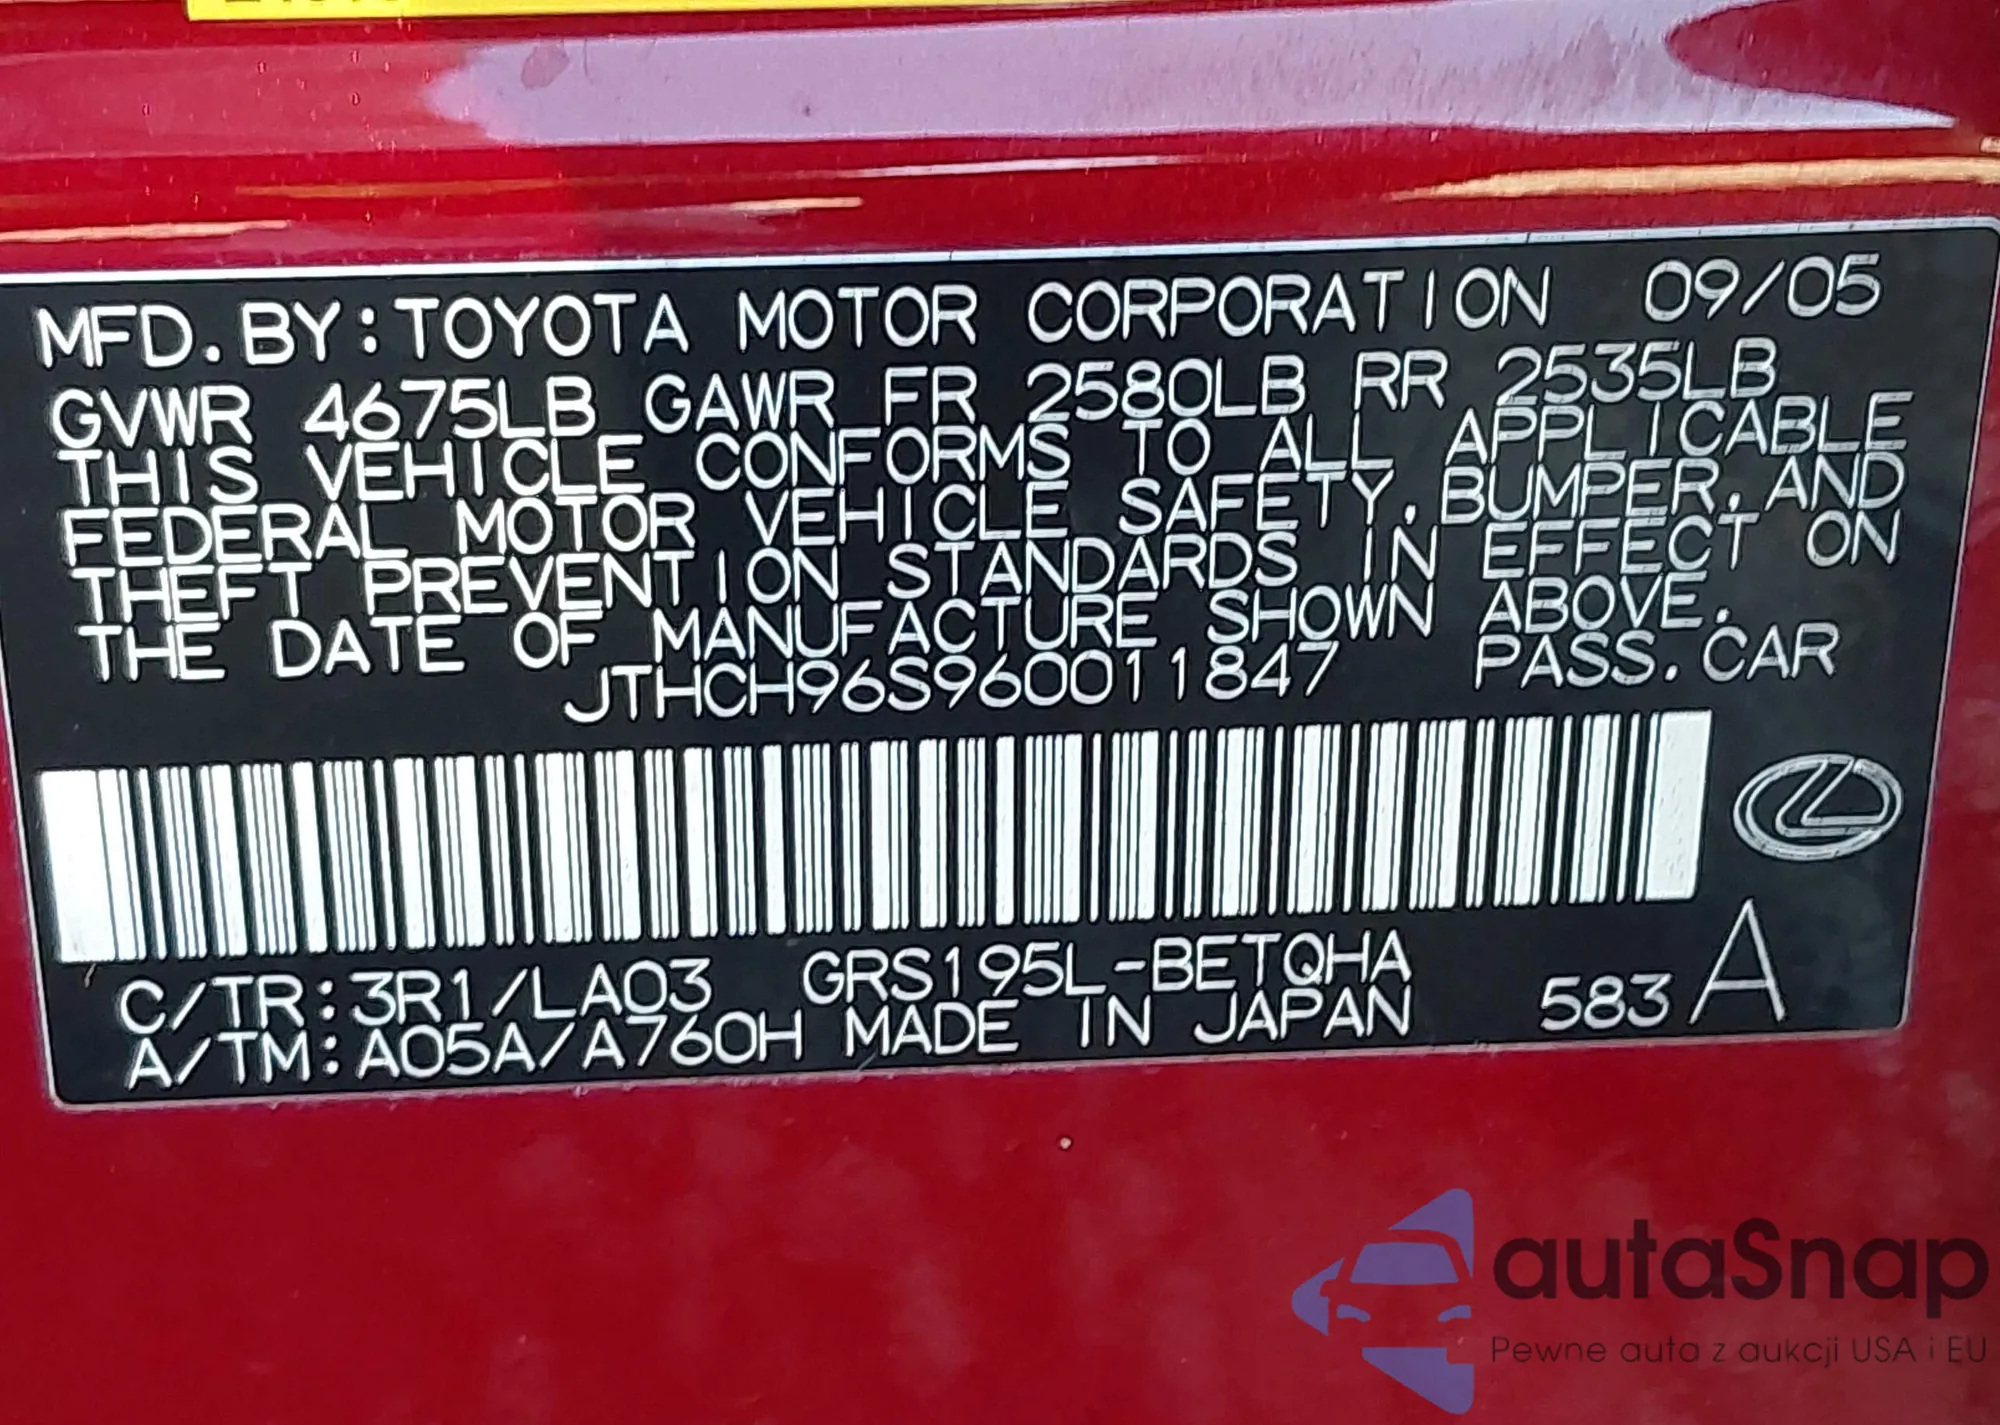 MFD. BY: TOYOTA MOTOR CORPORATION 09/05
GVWR 4675LB GAWR FR 2580LB RR 2535LB
THIS VEHICLE CONFORMS TO ALL APPLICABLE
FEDERAL MOTOR VEHICLE SAFETY, BUMPER, AND
THEFT PREVENTION STANDARDS IN EFFECT ON
THE DATE OF MANUFACTURE SHOWN ABOVE.
JTHCH96S960011847 PASS. CAR
C/TR: 3R1/LA03 GRS195L-BETQHA
A/TM: A05A/A760H MADE IN JAPAN 583 A
autaSnap
Pewne auta z aukcji USA i EU